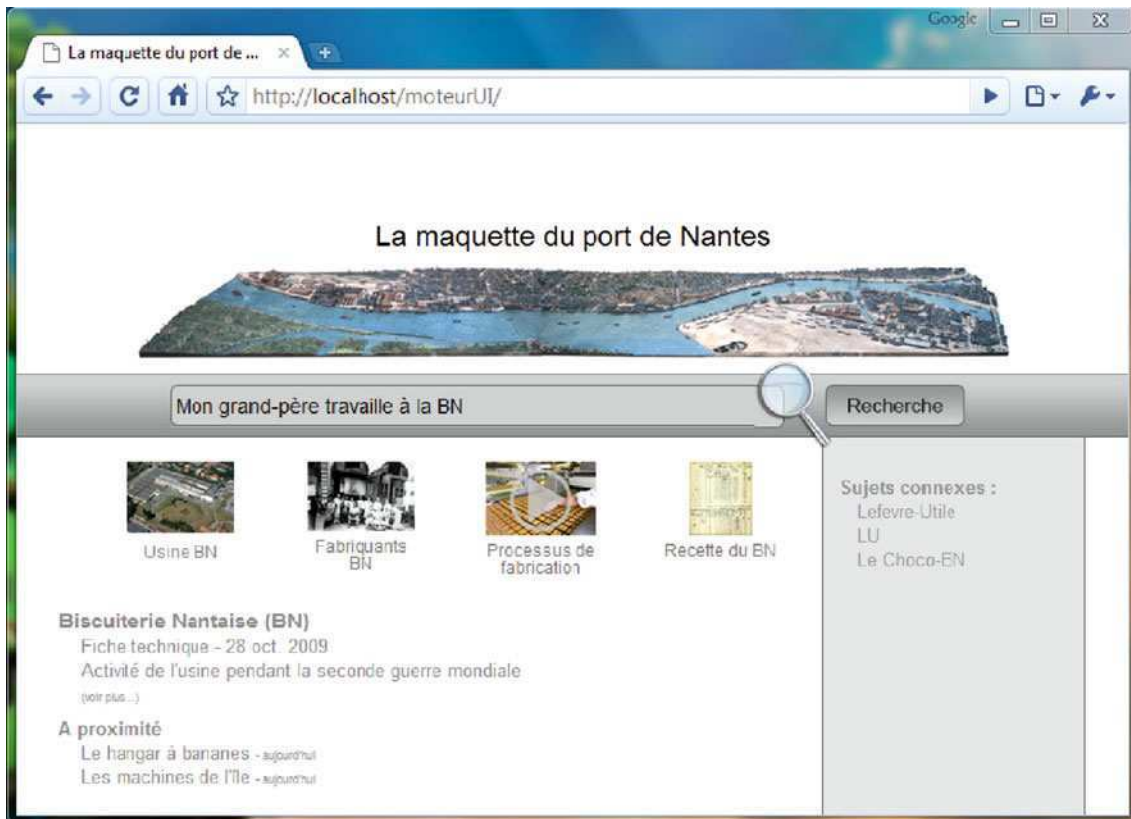 Google
La maquette du port de ...
http://localhost/moteurUI/
La maquette du port de Nantes
Mon grand-père travaille à la BN
Recherche
Usine BN
Fabriquants
BN
Processus de
fabrication
Recette du BN
Sujets connexes :
Lefevre-Utile
LU
Le Choco-BN
Biscuiterie Nantaise (BN)
Fiche technique - 28 oct. 2009
Activité de l'usine pendant la seconde guerre mondiale
(voir plus...)
A proximité
Le hangar à bananes - aujourd'hui
Les machines de l'île - aujourd'hui